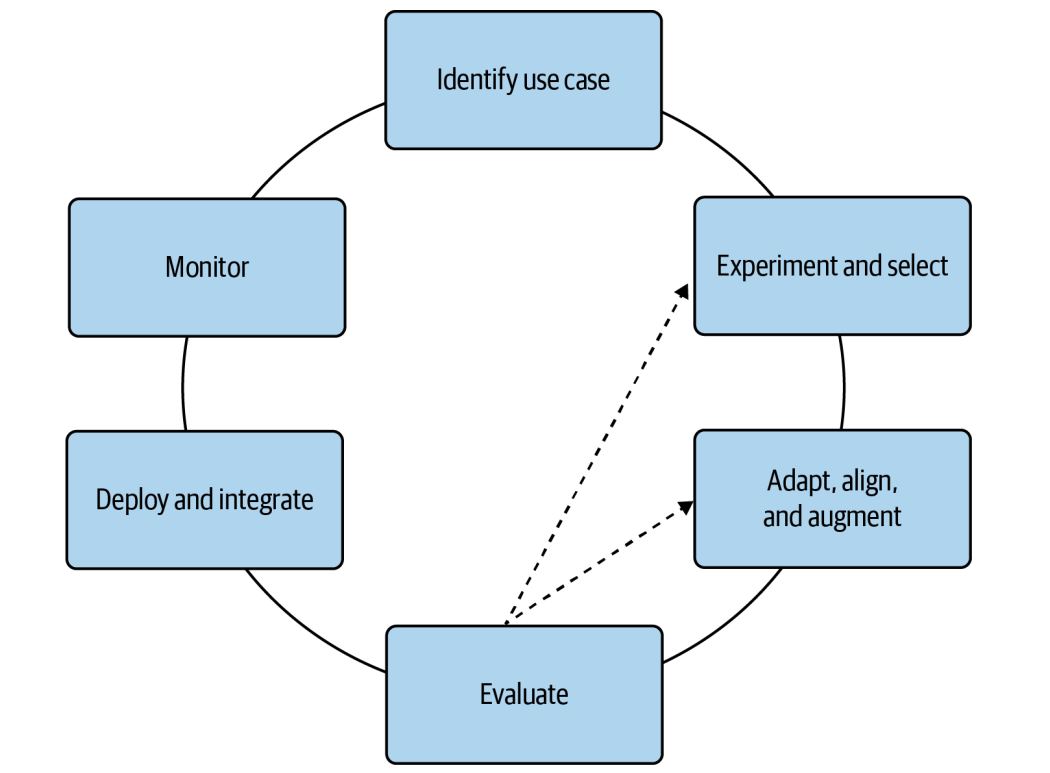 Identify use case
Monitor
Experiment and select
Deploy and integrate
Adapt, align,
and augment
Evaluate